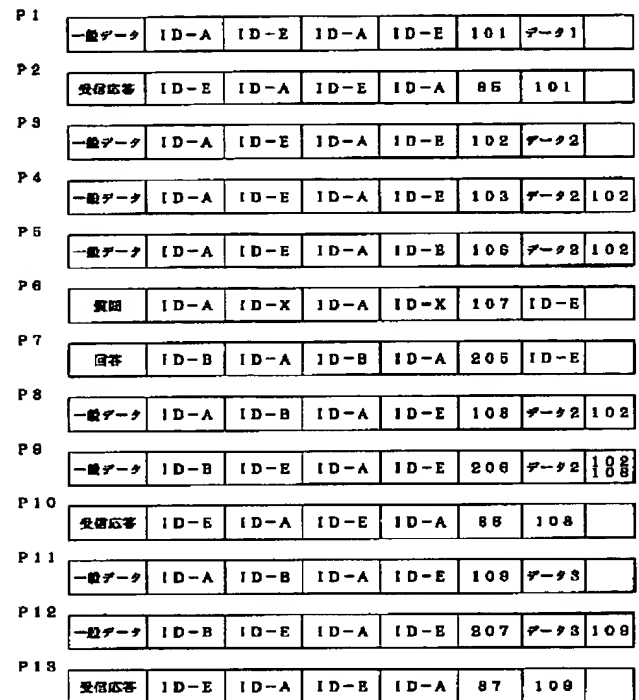 P1
一般データ ID-A ID-E ID-A ID-E 101 データ1
P2
受信応答 ID-E ID-A ID-E ID-A 85 101
P3
一般データ ID-A ID-E ID-A ID-E 102 データ2
P4
一般データ ID-A ID-E ID-A ID-E 103 データ2 102
P5
一般データ ID-A ID-E ID-A ID-E 106 データ2 102
P6
質問 ID-A ID-X ID-A ID-X 107 ID-E
P7
回答 ID-B ID-A ID-B ID-A 205 ID-E
P8
一般データ ID-A ID-B ID-A ID-E 108 データ2 102
P9
一般データ ID-B ID-E ID-A ID-E 206 データ2 102
108
P10
受信応答 ID-E ID-A ID-E ID-A 86 108
P11
一般データ ID-A ID-B ID-A ID-E 109 データ3
P12
一般データ ID-B ID-E ID-A ID-E 207 データ3 109
P13
受信応答 ID-E ID-A ID-E ID-A 87 109